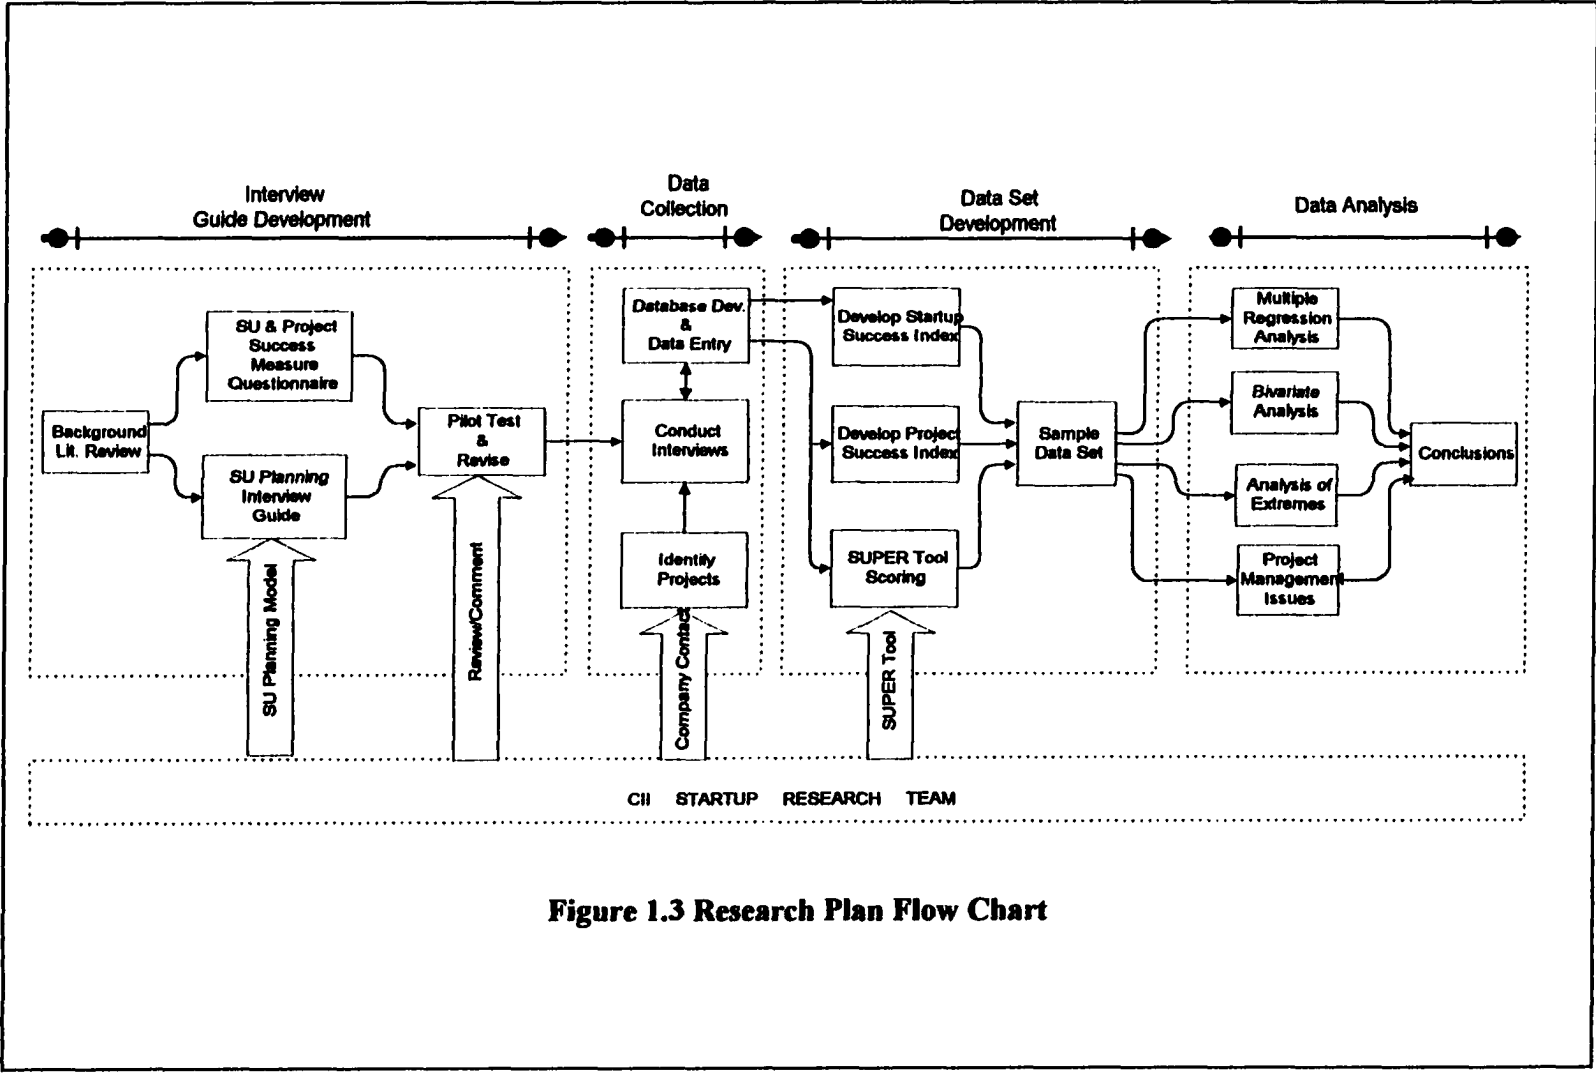 Interview
Guide Development
Data
Collection
Data Set
Development
Data Analysis
Background
Lit. Review
SU & Project
Success
Measure
Questionnaire
SU Planning
Interview
Guide
Pilot Test
&
Revise
Database Dev.
&
Data Entry
Conduct
Interviews
Identify
Projects
Develop Startup
Success Index
Develop Project
Success Index
SUPER Tool
Scoring
Sample
Data Set
Multiple
Regression
Analysis
Bivariate
Analysis
Analysis of
Extremes
Project
Management
Issues
Conclusions
SU Planning Model
Review/Comment
Company Contact
SUPER Tool
CII STARTUP RESEARCH TEAM
Figure 1.3 Research Plan Flow Chart